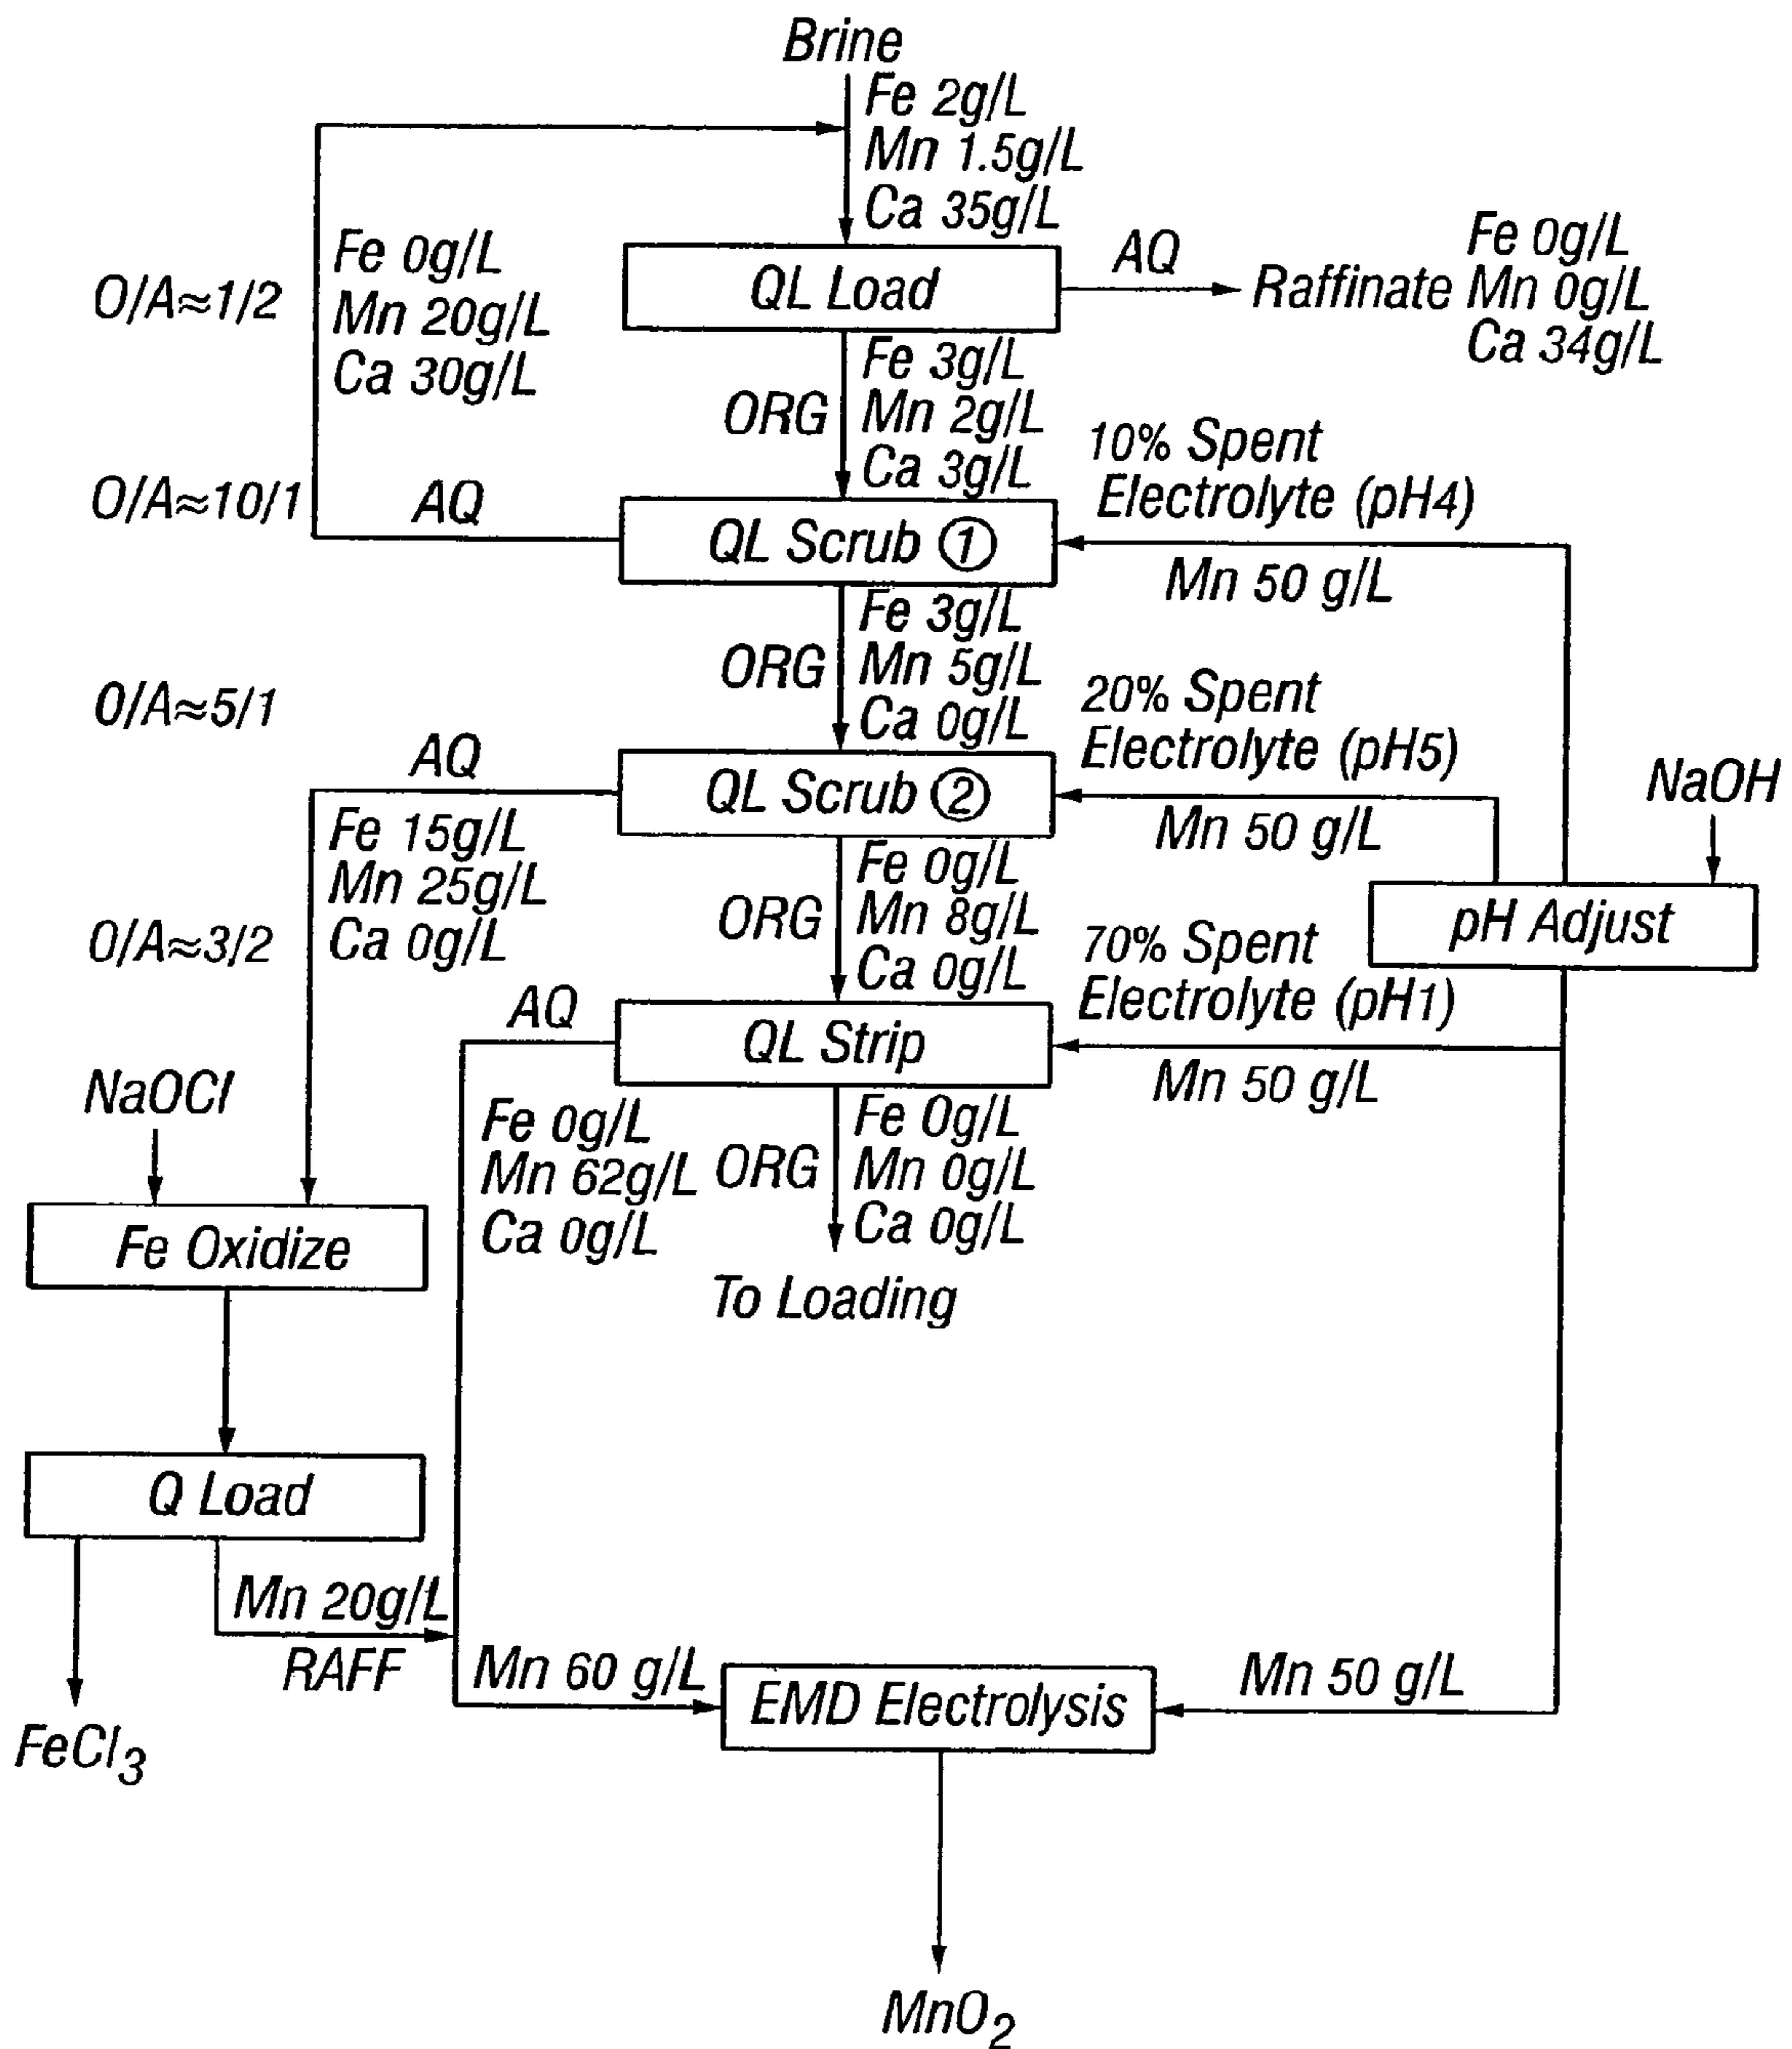 Brine
Fe 2g/L
Mn 1.5g/L
Ca 35g/L
O/A≈1/2
Fe 0g/L
Mn 20g/L
Ca 30g/L
QL Load
AQ
Raffinate
Fe 0g/L
Mn 0g/L
Ca 34g/L
ORG
Fe 3g/L
Mn 2g/L
Ca 3g/L
10% Spent
Electrolyte (pH4)
O/A≈10/1
AQ
QL Scrub ①
Mn 50 g/L
ORG
Fe 3g/L
Mn 5g/L
Ca 0g/L
20% Spent
Electrolyte (pH5)
O/A≈5/1
AQ
QL Scrub ②
Mn 50 g/L
NaOH
pH Adjust
Fe 15g/L
Mn 25g/L
Ca 0g/L
O/A≈3/2
ORG
Fe 0g/L
Mn 8g/L
Ca 0g/L
70% Spent
Electrolyte (pH1)
AQ
QL Strip
Mn 50 g/L
NaOCl
Fe 0g/L
Mn 62g/L
Ca 0g/L
ORG
Fe 0g/L
Mn 0g/L
Ca 0g/L
To Loading
Fe Oxidize
Q Load
Mn 20g/L
RAFF
FeCl3
Mn 60 g/L
EMD Electrolysis
Mn 50 g/L
MnO2